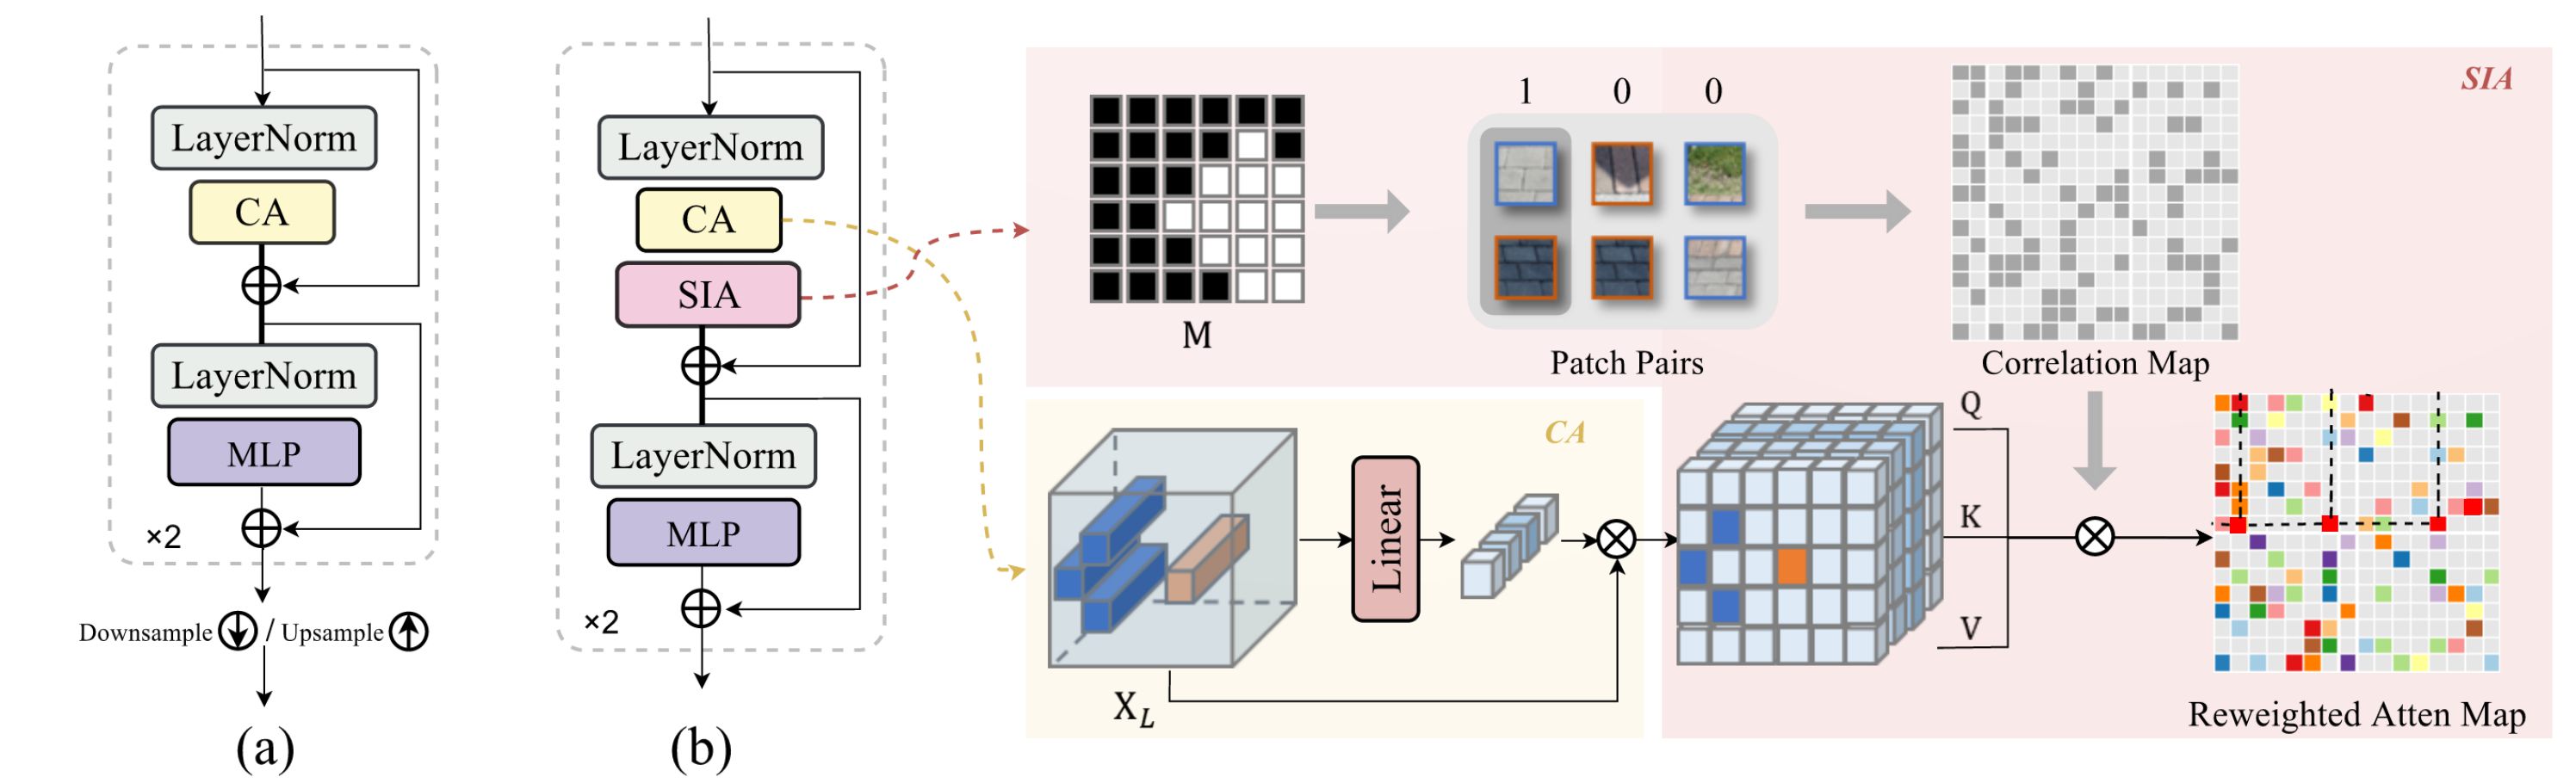 LayerNorm
CA
LayerNorm
MLP
×2
Downsample / Upsample
(a)
LayerNorm
CA
SIA
LayerNorm
MLP
×2
(b)
M
1 0 0
Patch Pairs
Correlation Map
SIA
CA
X_L
Linear
Q
K
V
Reweighted Atten Map